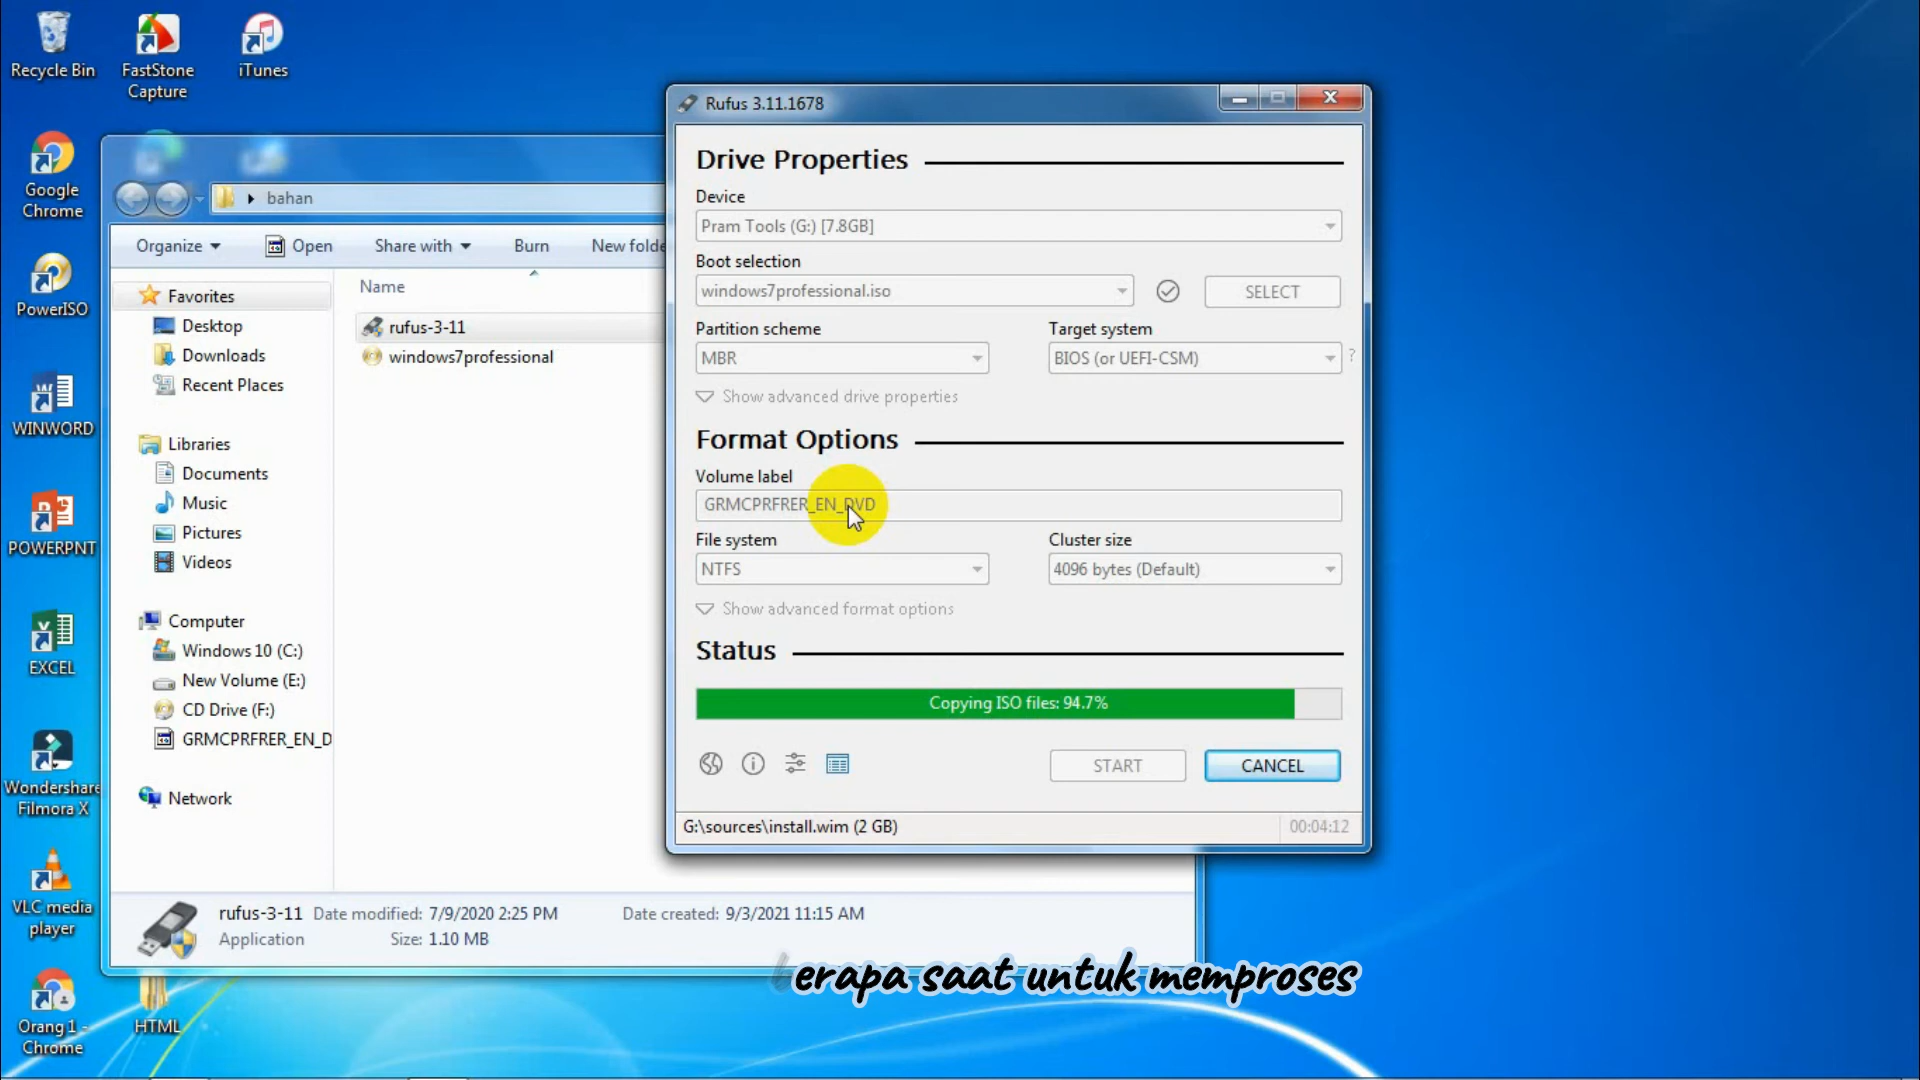 Recycle Bin
FastStone
Capture
iTunes
Google
Chrome
PowerISO
WINWORD
POWERPNT
EXCEL
Wondershare
Filmora X
VLC media
player
Orang 1 -
Chrome
HTML
bahan
Organize
Open
Share with
Burn
New folde
Name
Favorites
Desktop
Downloads
Recent Places
Libraries
Documents
Music
Pictures
Videos
Computer
Windows 10 (C:)
New Volume (E:)
CD Drive (F:)
GRMCPRFRER_EN_D
Network
rufus-3-11
windows7professional
rufus-3-11 Date modified: 7/9/2020 2:25 PM Date created: 9/3/2021 11:15 AM
Application Size: 1.10 MB
Rufus 3.11.1678
Drive Properties
Device
Pram Tools (G:) [7.8GB]
Boot selection
windows7professional.iso
SELECT
Partition scheme
Target system
MBR
BIOS (or UEFI-CSM)
?
Show advanced drive properties
Format Options
Volume label
GRMCPRFRER_EN_DVD
File system
Cluster size
NTFS
4096 bytes (Default)
Show advanced format options
Status
Copying ISO files: 94.7%
START
CANCEL
G:\sources\install.wim (2 GB)
00:04:12
berapa saat untuk memproses